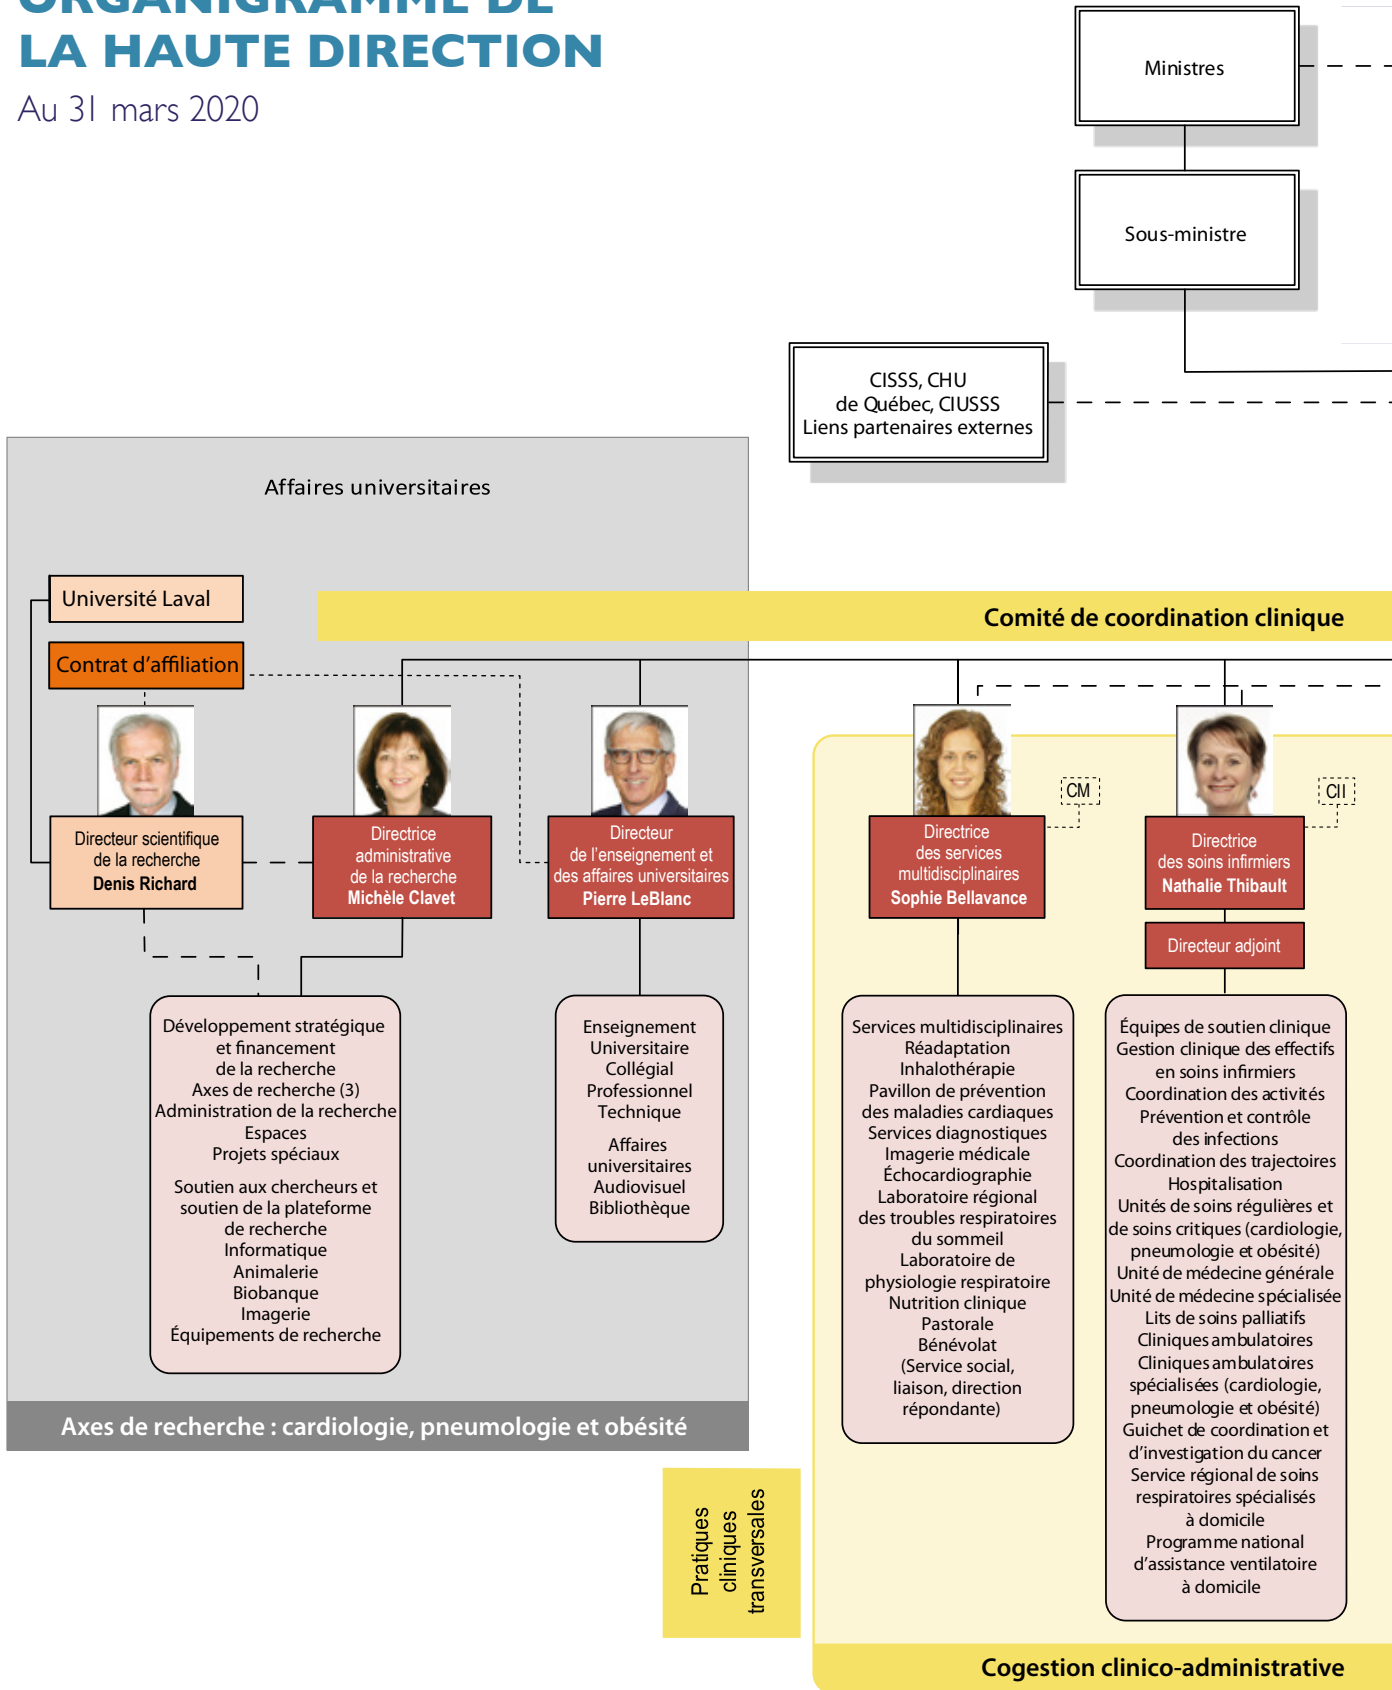 ORGANIGRAMME DE
LA HAUTE DIRECTION
Au 31 mars 2020
Ministres
Sous-ministre
CISSS, CHU
de Québec, CIUSSS
Liens partenaires externes
Affaires universitaires
Université Laval
Contrat d'affiliation
Comité de coordination clinique
Directeur scientifique
de la recherche
Denis Richard
Directrice
administrative
de la recherche
Michèle Clavet
Directeur
de l'enseignement et
des affaires universitaires
Pierre LeBlanc
CM
Directrice
des services
multidisciplinaires
Sophie Bellavance
CII
Directrice
des soins infirmiers
Nathalie Thibault
Directeur adjoint
Développement stratégique
et financement
de la recherche
Axes de recherche (3)
Administration de la recherche
Espaces
Projets spéciaux
Soutien aux chercheurs et
soutien de la plateforme
de recherche
Informatique
Animalerie
Biobanque
Imagerie
Équipements de recherche
Enseignement
Universitaire
Collégial
Professionnel
Technique
Affaires
universitaires
Audiovisuel
Bibliothèque
Services multidisciplinaires
Réadaptation
Inhalothérapie
Pavillon de prévention
des maladies cardiaques
Services diagnostiques
Imagerie médicale
Échocardiographie
Laboratoire régional
des troubles respiratoires
du sommeil
Laboratoire de
physiologie respiratoire
Nutrition clinique
Pastorale
Bénévolat
(Service social,
liaison, direction
répondante)
Équipes de soutien clinique
Gestion clinique des effectifs
en soins infirmiers
Coordination des activités
Prévention et contrôle
des infections
Coordination des trajectoires
Hospitalisation
Unités de soins régulières et
de soins critiques (cardiologie,
pneumologie et obésité)
Unité de médecine générale
Unité de médecine spécialisée
Lits de soins palliatifs
Cliniques ambulatoires
Cliniques ambulatoires
spécialisées (cardiologie,
pneumologie et obésité)
Guichet de coordination et
d'investigation du cancer
Service régional de soins
respiratoires spécialisés
à domicile
Programme national
d'assistance ventilatoire
à domicile
Axes de recherche : cardiologie, pneumologie et obésité
Pratiques
cliniques
transversales
Cogestion clinico-administrative